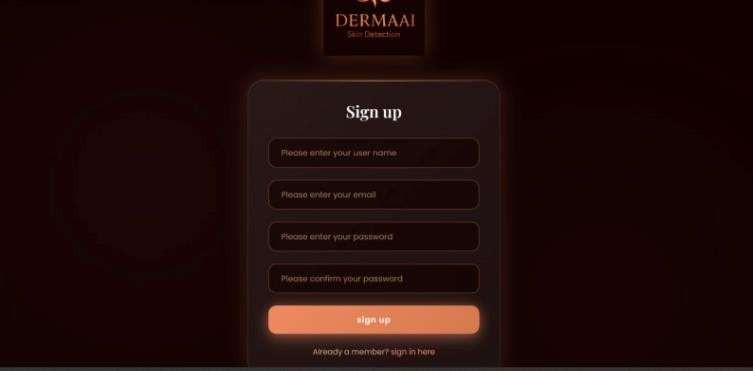 DERMAAI
Skin Detection
Sign up
Please enter your user name
Please enter your email
Please enter your password
Please confirm your password
sign up
Already a member? sign in here